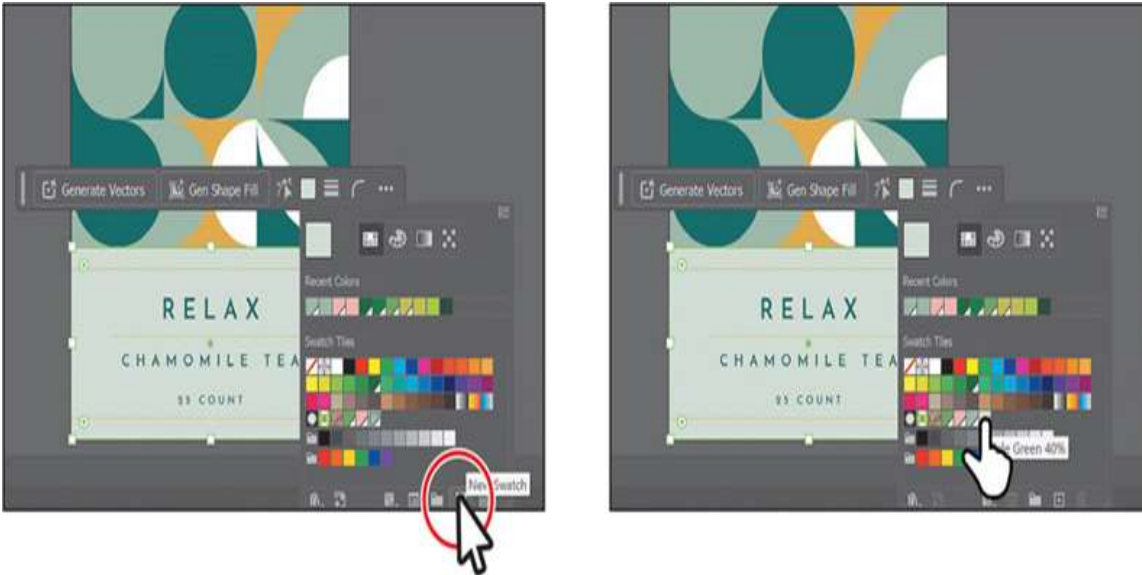 Generate Vectors
Gen Shape Fill
Recent Colors
RELAX
Swatch Tiles
CHAMOMILE TEA
25 COUNT
New Swatch
Generate Vectors
Gen Shape Fill
Recent Colors
RELAX
Swatch Tiles
CHAMOMILE TEA
25 COUNT
Green 40%